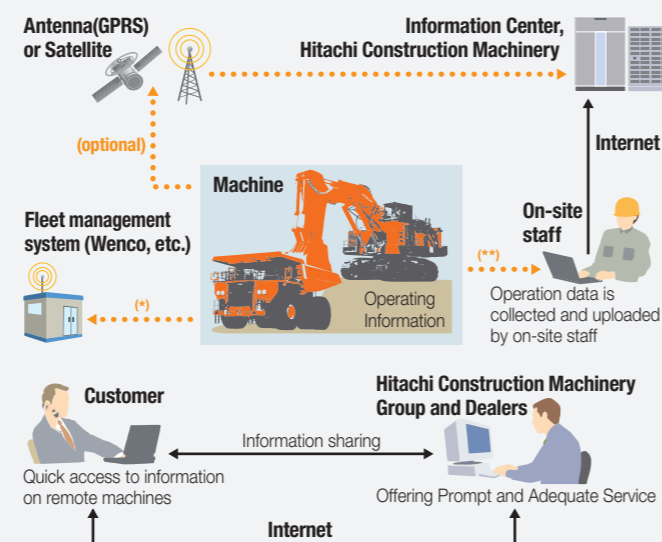 Antenna(GPRS)
or Satellite
Information Center,
Hitachi Construction Machinery
(optional)
Internet
Machine
Fleet management
system (Wenco, etc.)
On-site
staff
(*)
(**)
Operating
Information
Operation data is
collected and uploaded
by on-site staff
Customer
Hitachi Construction Machinery
Group and Dealers
Information sharing
Quick access to information
on remote machines
Offering Prompt and Adequate Service
Internet